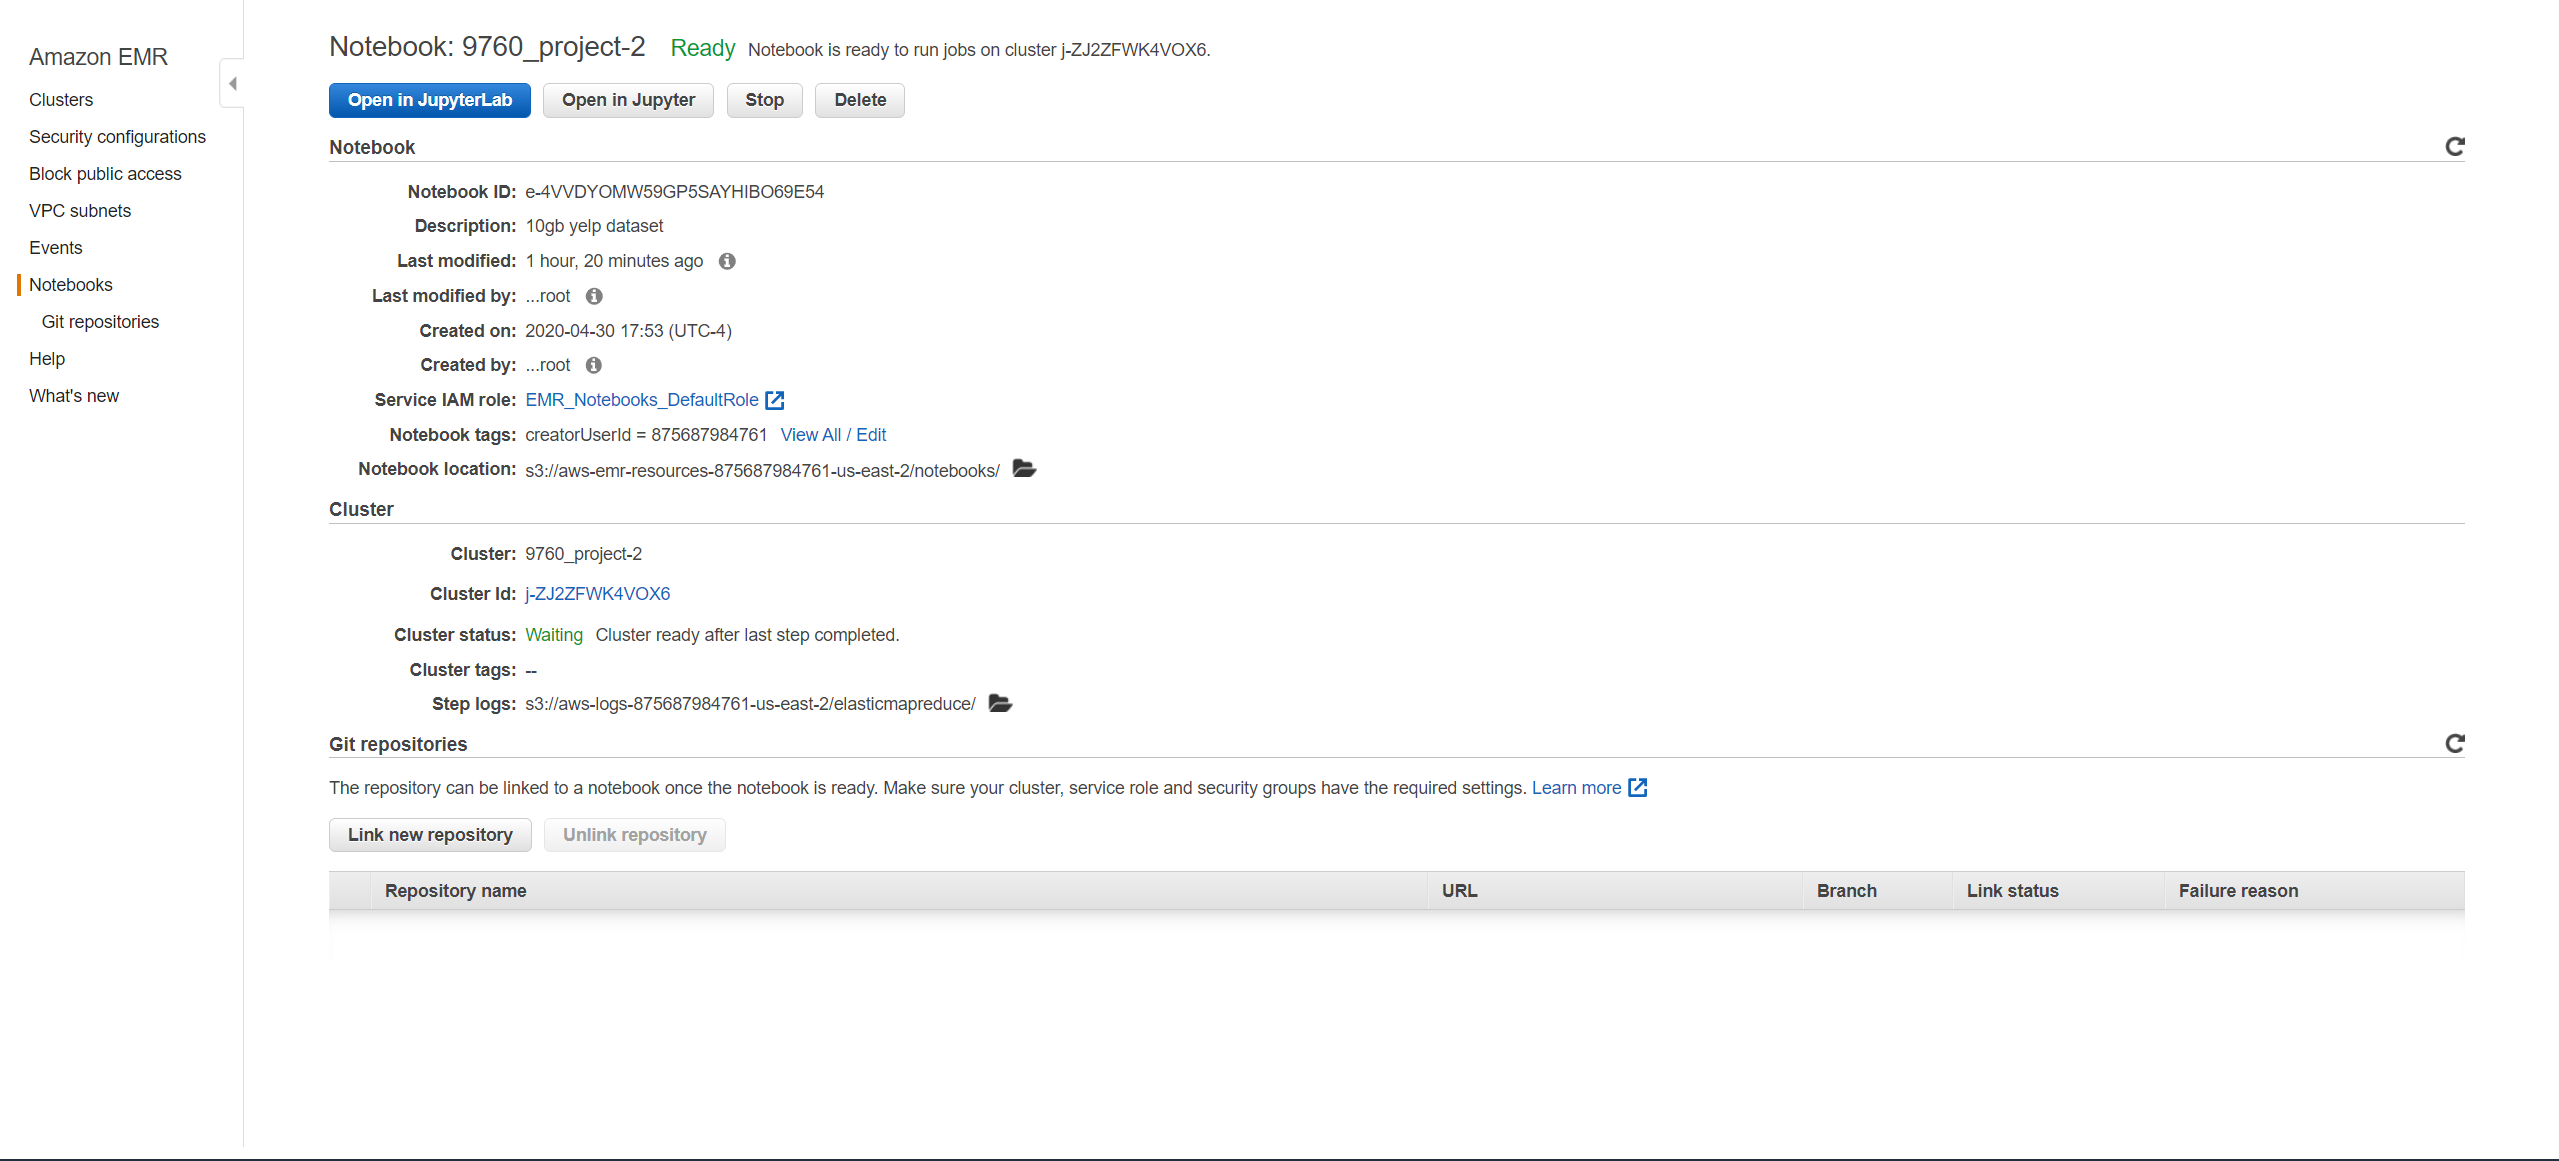 Amazon EMR
Clusters
Security configurations
Block public access
VPC subnets
Events
Notebooks
Git repositories
Help
What's new
Notebook: 9760_project-2 Ready Notebook is ready to run jobs on cluster j-ZJ2ZFWK4VOX6.
Open in JupyterLab Open in Jupyter Stop Delete
Notebook
Notebook ID: e-4VVDYOMW59GP5SAYHIBO69E54
Description: 10gb yelp dataset
Last modified: 1 hour, 20 minutes ago
Last modified by: ...root
Created on: 2020-04-30 17:53 (UTC-4)
Created by: ...root
Service IAM role: EMR_Notebooks_DefaultRole
Notebook tags: creatorUserId = 875687984761 View All / Edit
Notebook location: s3://aws-emr-resources-875687984761-us-east-2/notebooks/
Cluster
Cluster: 9760_project-2
Cluster Id: j-ZJ2ZFWK4VOX6
Cluster status: Waiting Cluster ready after last step completed.
Cluster tags: --
Step logs: s3://aws-logs-875687984761-us-east-2/elasticmapreduce/
Git repositories
The repository can be linked to a notebook once the notebook is ready. Make sure your cluster, service role and security groups have the required settings. Learn more
Link new repository Unlink repository
Repository name URL Branch Link status Failure reason